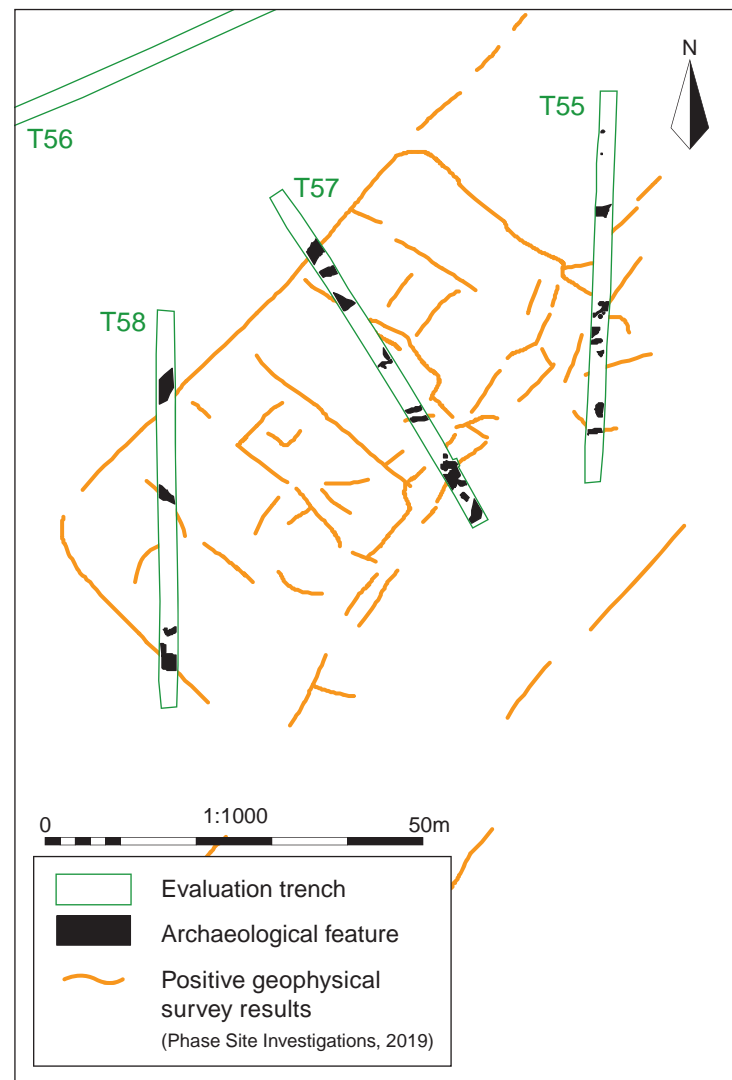 N
T55
T56
T57
T58
0 1:1000 50m
Evaluation trench
Archaeological feature
Positive geophysical
survey results
(Phase Site Investigations, 2019)